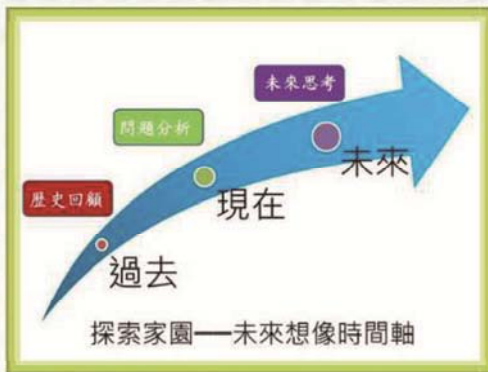 未來思考
問題分析
未來
歷史回顧
現在
過去
探索家園——未來想像時間軸